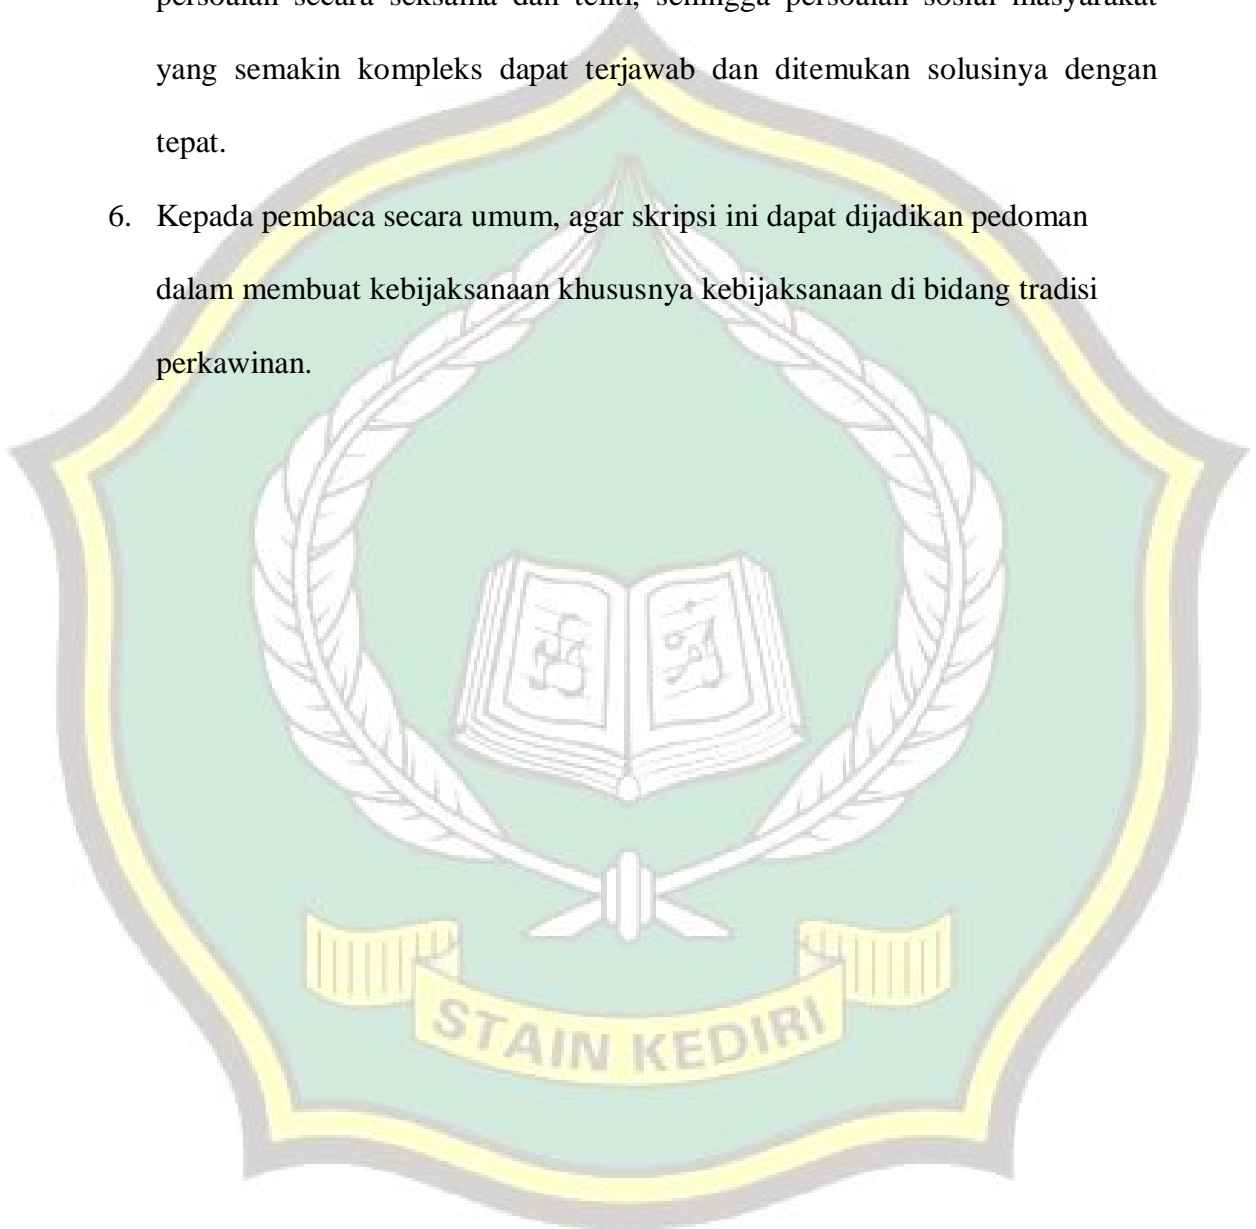 persoalan secara seksama dan teliti, sehingga persoalan sosial masyarakat
yang semakin kompleks dapat terjawab dan ditemukan solusinya dengan
tepat.
6. Kepada pembaca secara umum, agar skripsi ini dapat dijadikan pedoman
dalam membuat kebijaksanaan khususnya kebijaksanaan di bidang tradisi
perkawinan.
STAIN KEDIRI